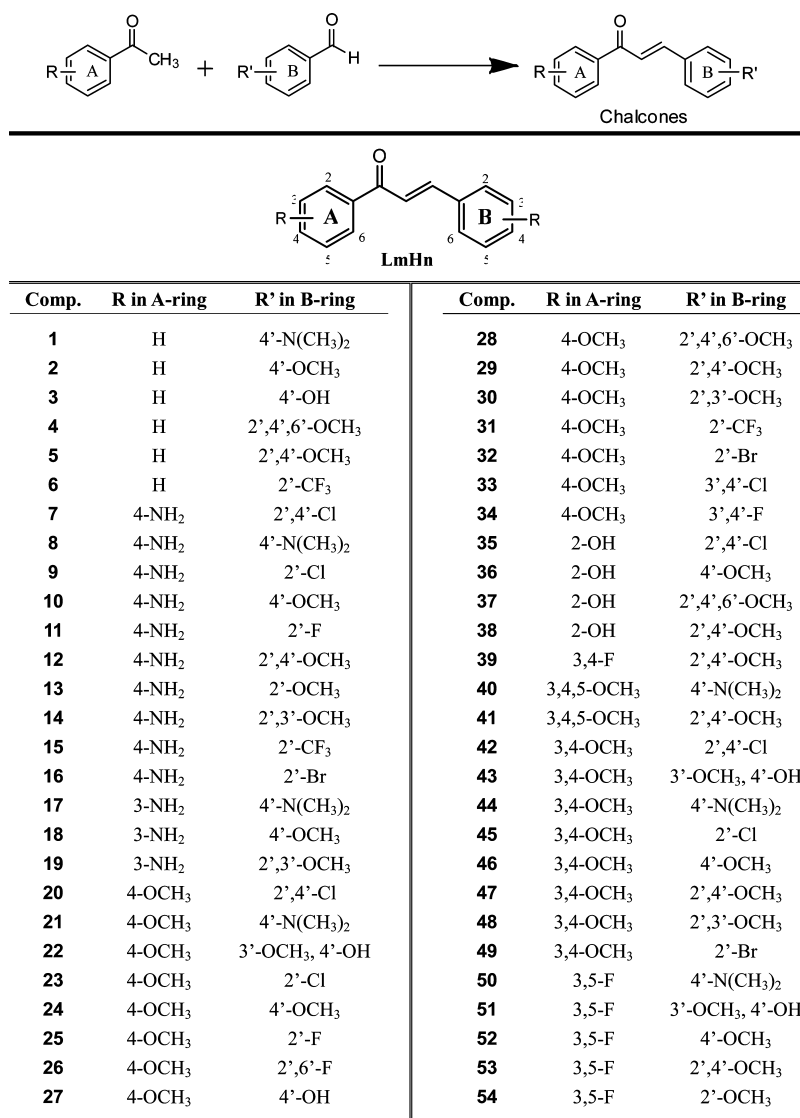 O
R
A
CH₃
+
O
H
R'
B
O
R
A
B
R'
Chalcones
O
2
3
R
A
4
5
6
2
3
B
R
4
5
6
LmHn
Comp. R in A-ring R’ in B-ring
1 H 4’-N(CH₃)₂
2 H 4’-OCH₃
3 H 4’-OH
4 H 2’,4’,6’-OCH₃
5 H 2’,4’-OCH₃
6 H 2’-CF₃
7 4-NH₂ 2’,4’-Cl
8 4-NH₂ 4’-N(CH₃)₂
9 4-NH₂ 2’-Cl
10 4-NH₂ 4’-OCH₃
11 4-NH₂ 2’-F
12 4-NH₂ 2’,4’-OCH₃
13 4-NH₂ 2’-OCH₃
14 4-NH₂ 2’,3’-OCH₃
15 4-NH₂ 2’-CF₃
16 4-NH₂ 2’-Br
17 3-NH₂ 4’-N(CH₃)₂
18 3-NH₂ 4’-OCH₃
19 3-NH₂ 2’,3’-OCH₃
20 4-OCH₃ 2’,4’-Cl
21 4-OCH₃ 4’-N(CH₃)₂
22 4-OCH₃ 3’-OCH₃, 4’-OH
23 4-OCH₃ 2’-Cl
24 4-OCH₃ 4’-OCH₃
25 4-OCH₃ 2’-F
26 4-OCH₃ 2’,6’-F
27 4-OCH₃ 4’-OH
Comp. R in A-ring R’ in B-ring
28 4-OCH₃ 2’,4’,6’-OCH₃
29 4-OCH₃ 2’,4’-OCH₃
30 4-OCH₃ 2’,3’-OCH₃
31 4-OCH₃ 2’-CF₃
32 4-OCH₃ 2’-Br
33 4-OCH₃ 3’,4’-Cl
34 4-OCH₃ 3’,4’-F
35 2-OH 2’,4’-Cl
36 2-OH 4’-OCH₃
37 2-OH 2’,4’,6’-OCH₃
38 2-OH 2’,4’-OCH₃
39 3,4-F 2’,4’-OCH₃
40 3,4,5-OCH₃ 4’-N(CH₃)₂
41 3,4,5-OCH₃ 2’,4’-OCH₃
42 3,4-OCH₃ 2’,4’-Cl
43 3,4-OCH₃ 3’-OCH₃, 4’-OH
44 3,4-OCH₃ 4’-N(CH₃)₂
45 3,4-OCH₃ 2’-Cl
46 3,4-OCH₃ 4’-OCH₃
47 3,4-OCH₃ 2’,4’-OCH₃
48 3,4-OCH₃ 2’,3’-OCH₃
49 3,4-OCH₃ 2’-Br
50 3,5-F 4’-N(CH₃)₂
51 3,5-F 3’-OCH₃, 4’-OH
52 3,5-F 4’-OCH₃
53 3,5-F 2’,4’-OCH₃
54 3,5-F 2’-OCH₃